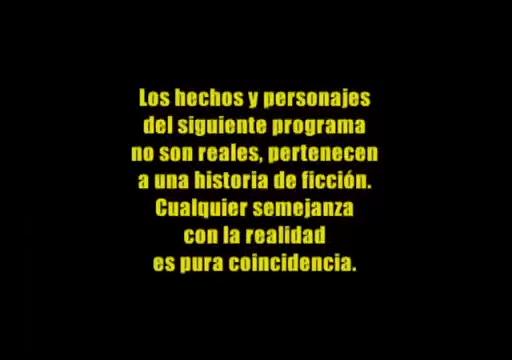 Los hechos y personajes
del siguiente programa
no son reales, pertenecen
a una historia de ficción.
Cualquier semejanza
con la realidad
es pura coincidencia.